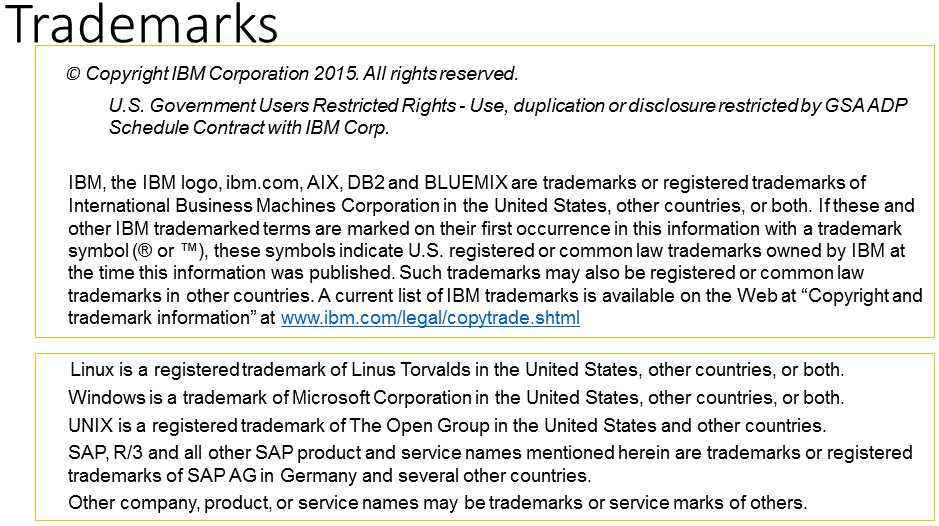 Trademarks
© Copyright IBM Corporation 2015. All rights reserved.
U.S. Government Users Restricted Rights - Use, duplication or disclosure restricted by GSA ADP
Schedule Contract with IBM Corp.
IBM, the IBM logo, ibm.com, AIX, DB2 and BLUEMIX are trademarks or registered trademarks of
International Business Machines Corporation in the United States, other countries, or both. If these and
other IBM trademarked terms are marked on their first occurrence in this information with a trademark
symbol (® or ™), these symbols indicate U.S. registered or common law trademarks owned by IBM at
the time this information was published. Such trademarks may also be registered or common law
trademarks in other countries. A current list of IBM trademarks is available on the Web at “Copyright and
trademark information” at www.ibm.com/legal/copytrade.shtml
Linux is a registered trademark of Linus Torvalds in the United States, other countries, or both.
Windows is a trademark of Microsoft Corporation in the United States, other countries, or both.
UNIX is a registered trademark of The Open Group in the United States and other countries.
SAP, R/3 and all other SAP product and service names mentioned herein are trademarks or registered
trademarks of SAP AG in Germany and several other countries.
Other company, product, or service names may be trademarks or service marks of others.